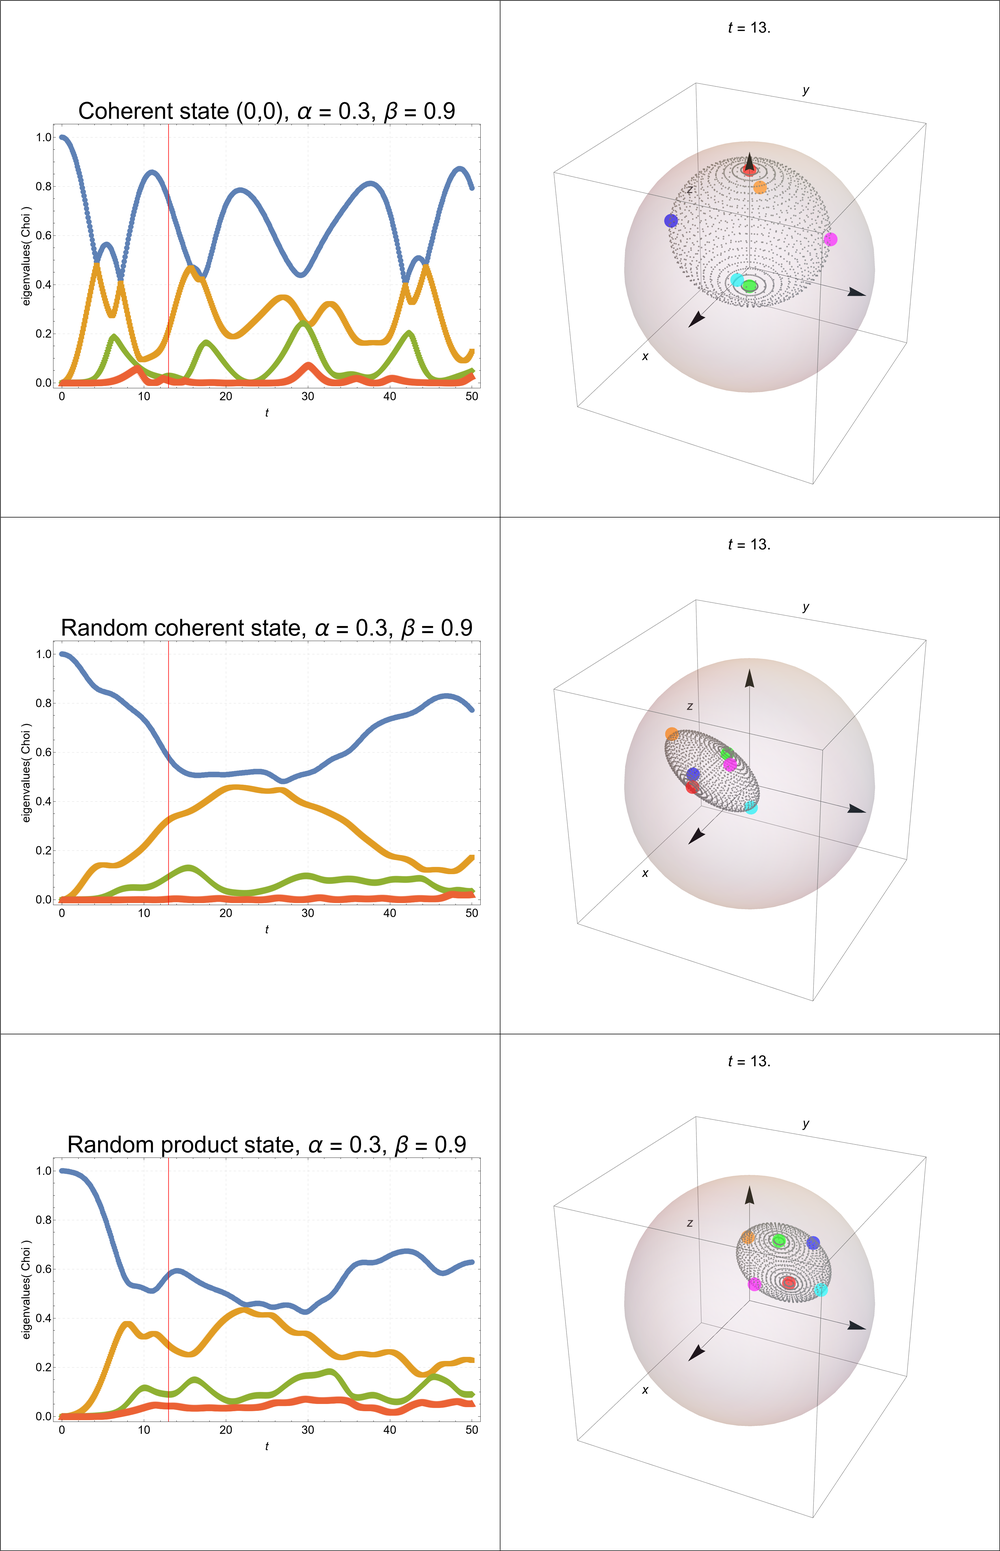 t = 13.
Coherent state (0,0), α = 0.3, β = 0.9
eigenvalues( Choi )
1.0
0.8
0.6
0.4
0.2
0.0
0 10 20 30 40 50
t
y
z
x
t = 13.
Random coherent state, α = 0.3, β = 0.9
eigenvalues( Choi )
1.0
0.8
0.6
0.4
0.2
0.0
0 10 20 30 40 50
t
y
z
x
t = 13.
Random product state, α = 0.3, β = 0.9
eigenvalues( Choi )
1.0
0.8
0.6
0.4
0.2
0.0
0 10 20 30 40 50
t
y
z
x